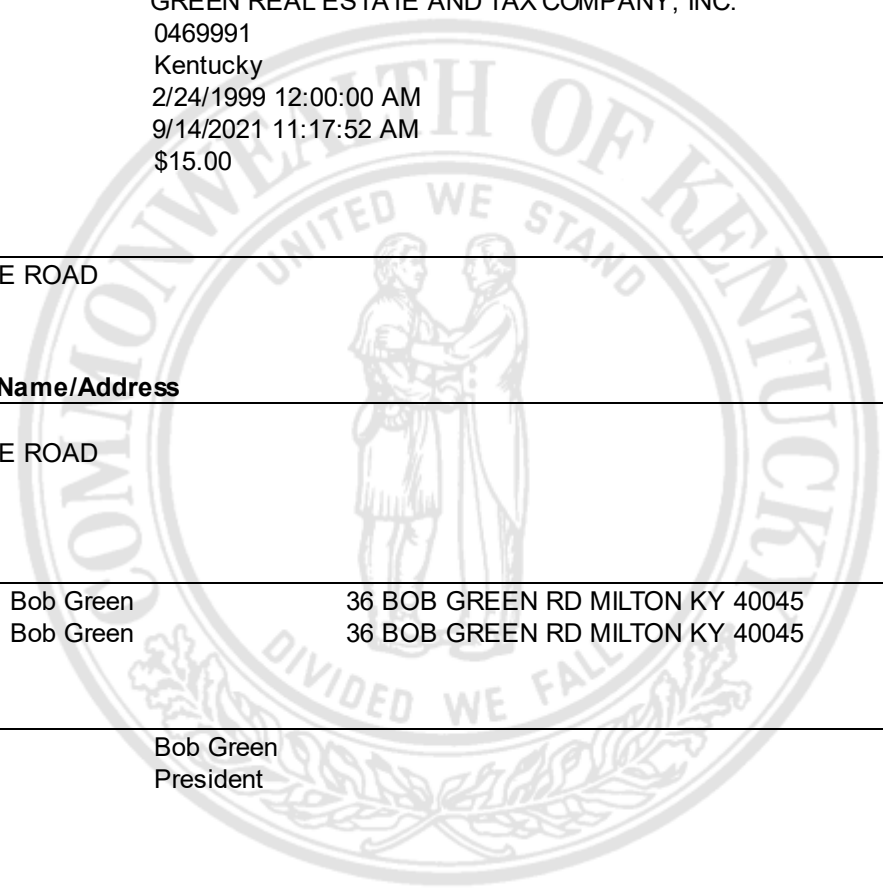 GREEN REAL ESTATE AND TAX COMPANY, INC.
0469991
Kentucky
2/24/1999 12:00:00 AM
9/14/2021 11:17:52 AM
$15.00
E ROAD
Name/Address
E ROAD
Bob Green 36 BOB GREEN RD MILTON KY 40045
Bob Green 36 BOB GREEN RD MILTON KY 40045
Bob Green
President
COMMONWEALTH OF KENTUCKY
UNITED WE STAND
DIVIDED WE FALL